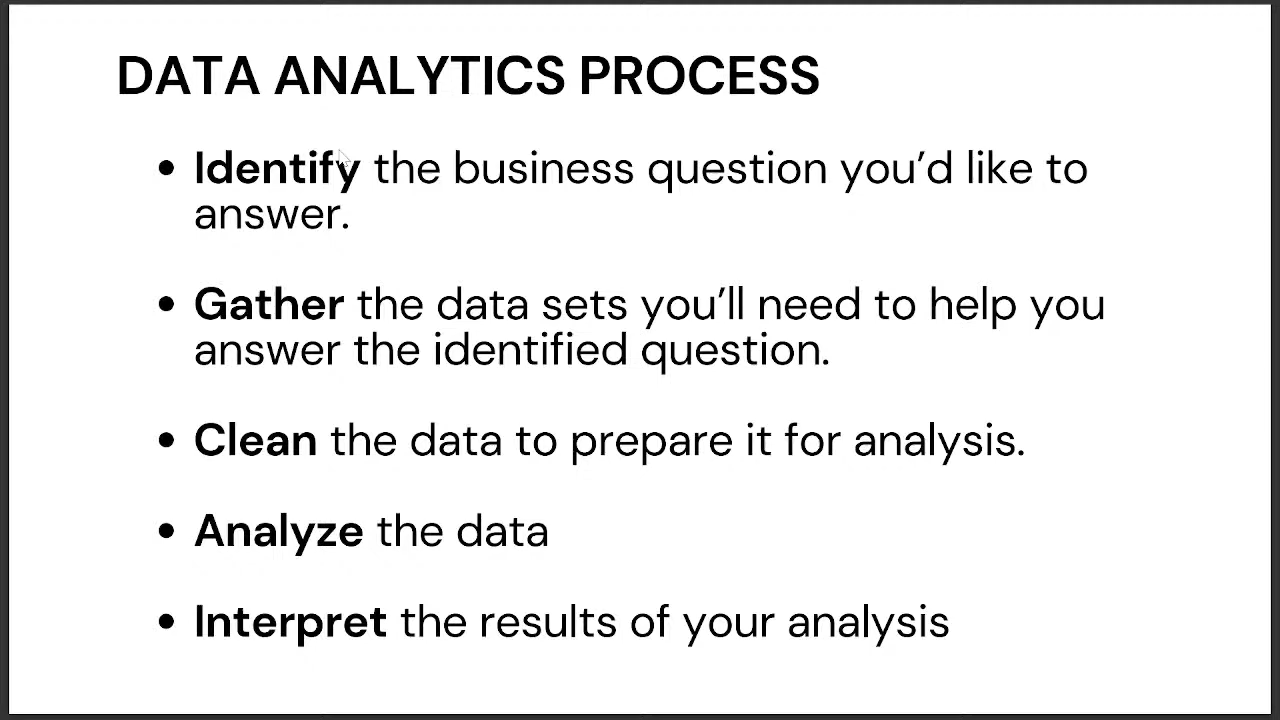 DATA ANALYTICS PROCESS
• Identify the business question you’d like to
answer.
• Gather the data sets you’ll need to help you
answer the identified question.
• Clean the data to prepare it for analysis.
• Analyze the data
• Interpret the results of your analysis